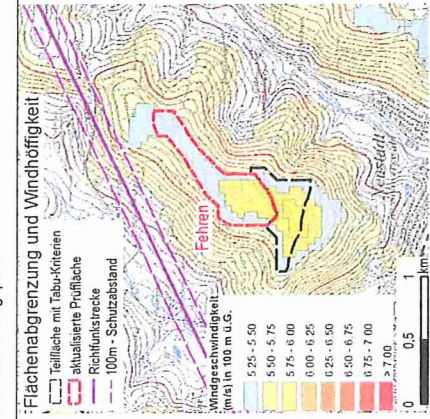 Flächenabgrenzung und Windhöffigkeit
Teilfläche mit Tabu-Kriterien
aktualisierte Prüffläche
Richtfunkstrecke
100m - Schutzabstand
Fehren
Neustadt
Windgeschwindigkeit
[m/s] in 100 m ü.G.
5.25 - 5.50
5.50 - 5.75
5.75 - 6.00
6.00 - 6.25
6.25 - 6.50
6.50 - 6.75
6.75 - 7.00
> 7.00
0 0,5 1
km